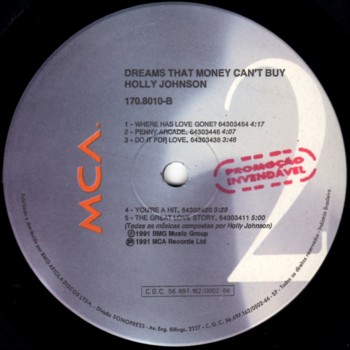 DREAMS THAT MONEY CAN'T BUY
HOLLY JOHNSON
170.8010-B
1 - WHERE HAS LOVE GONE? 64303454 4:17
2 - PENNY ARCADE, 64303446 4:07
3 - DO IT FOR LOVE, 64303438 3:46
PROMOÇÃO
INVENDÁVEL
MCA
2
4 - YOU'RE A HIT,
5 - THE GREAT LOVE STORY, 64303411 5:00
(Todas as músicas compostas por Holly Johnson)
℗ 1991 BMG Music Group
© 1991 MCA Records Ltd
C.G.C. 56.697.162/0002-66